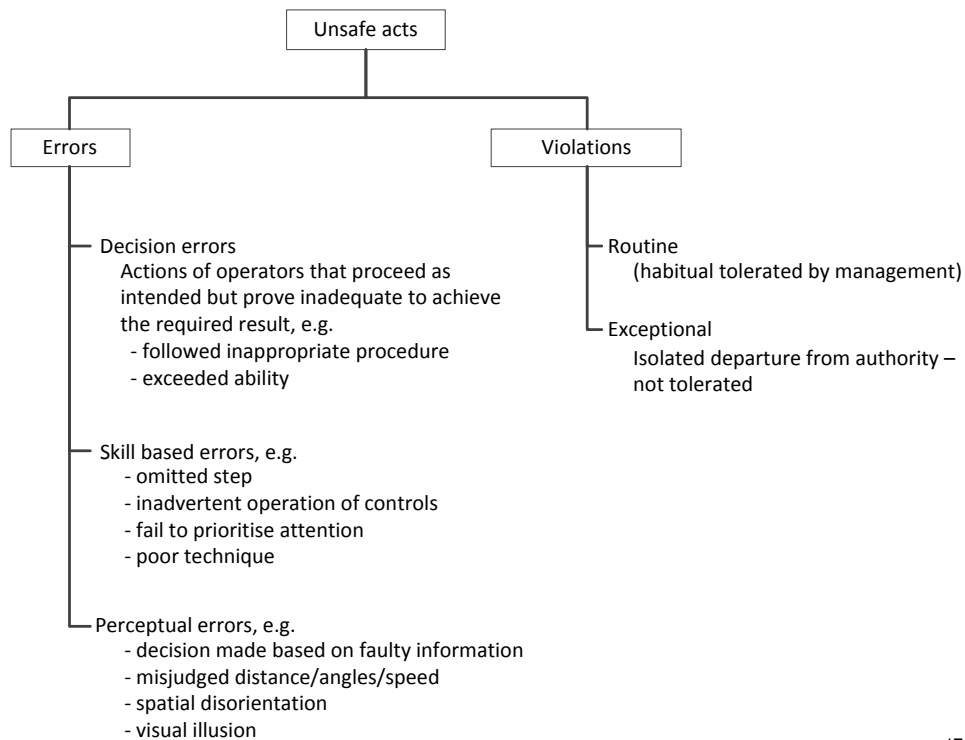 Unsafe acts
Errors
Violations
Decision errors
Actions of operators that proceed as
intended but prove inadequate to achieve
the required result, e.g.
- followed inappropriate procedure
- exceeded ability
Skill based errors, e.g.
- omitted step
- inadvertent operation of controls
- fail to prioritise attention
- poor technique
Perceptual errors, e.g.
- decision made based on faulty information
- misjudged distance/angles/speed
- spatial disorientation
- visual illusion
Routine
(habitual tolerated by management)
Exceptional
Isolated departure from authority –
not tolerated